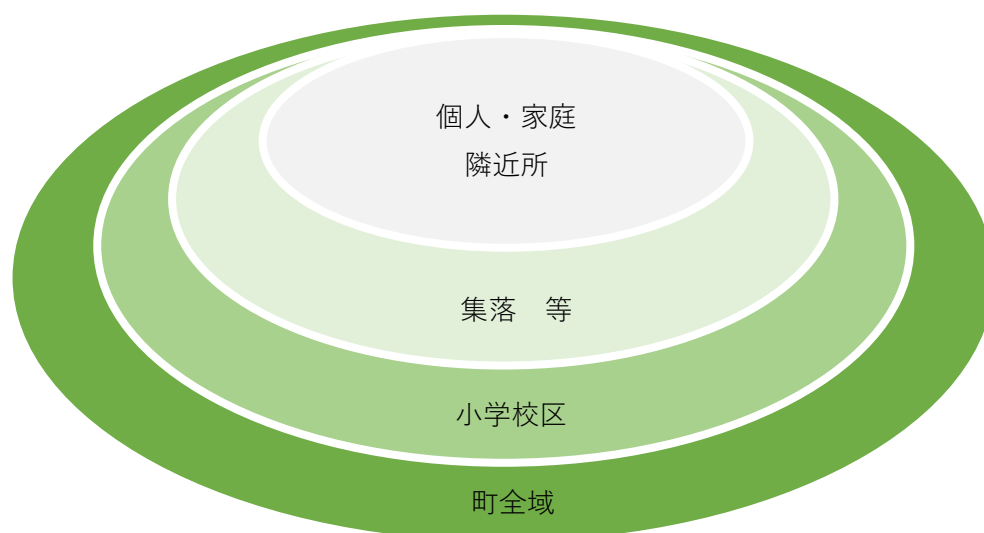 個人・家庭
隣近所
集落　等
小学校区
町全域